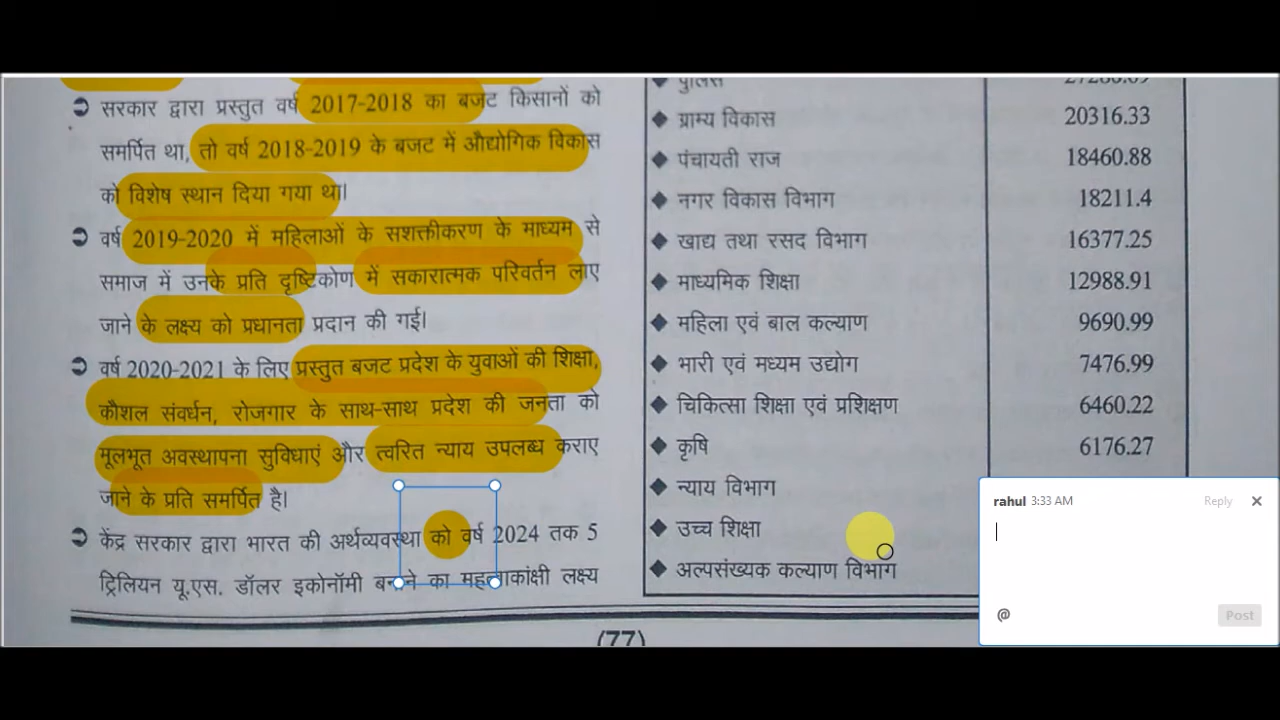 ➲ सरकार द्वारा प्रस्तुत वर्ष 2017-2018 का बजट किसानों को
समर्पित था, तो वर्ष 2018-2019 के बजट में औद्योगिक विकास
को विशेष स्थान दिया गया था।
➲ वर्ष 2019-2020 में महिलाओं के सशक्तीकरण के माध्यम से
समाज में उनके प्रति दृष्टिकोण में सकारात्मक परिवर्तन लाए
जाने के लक्ष्य को प्रधानता प्रदान की गई।
➲ वर्ष 2020-2021 के लिए प्रस्तुत बजट प्रदेश के युवाओं की शिक्षा,
कौशल संवर्धन, रोजगार के साथ-साथ प्रदेश की जनता को
मूलभूत अवस्थापना सुविधाएं और त्वरित न्याय उपलब्ध कराए
जाने के प्रति समर्पित है।
➲ केंद्र सरकार द्वारा भारत की अर्थव्यवस्था को वर्ष 2024 तक 5
ट्रिलियन यू.एस. डॉलर इकोनॉमी बनाने का महत्वाकांक्षी लक्ष्य
◆ पुलिस
◆ ग्राम्य विकास 20316.33
◆ पंचायती राज 18460.88
◆ नगर विकास विभाग 18211.4
◆ खाद्य तथा रसद विभाग 16377.25
◆ माध्यमिक शिक्षा 12988.91
◆ महिला एवं बाल कल्याण 9690.99
◆ भारी एवं मध्यम उद्योग 7476.99
◆ चिकित्सा शिक्षा एवं प्रशिक्षण 6460.22
◆ कृषि 6176.27
◆ न्याय विभाग
◆ उच्च शिक्षा
◆ अल्पसंख्यक कल्याण विभाग
(77)
rahul 3:33 AM Reply
@ Post